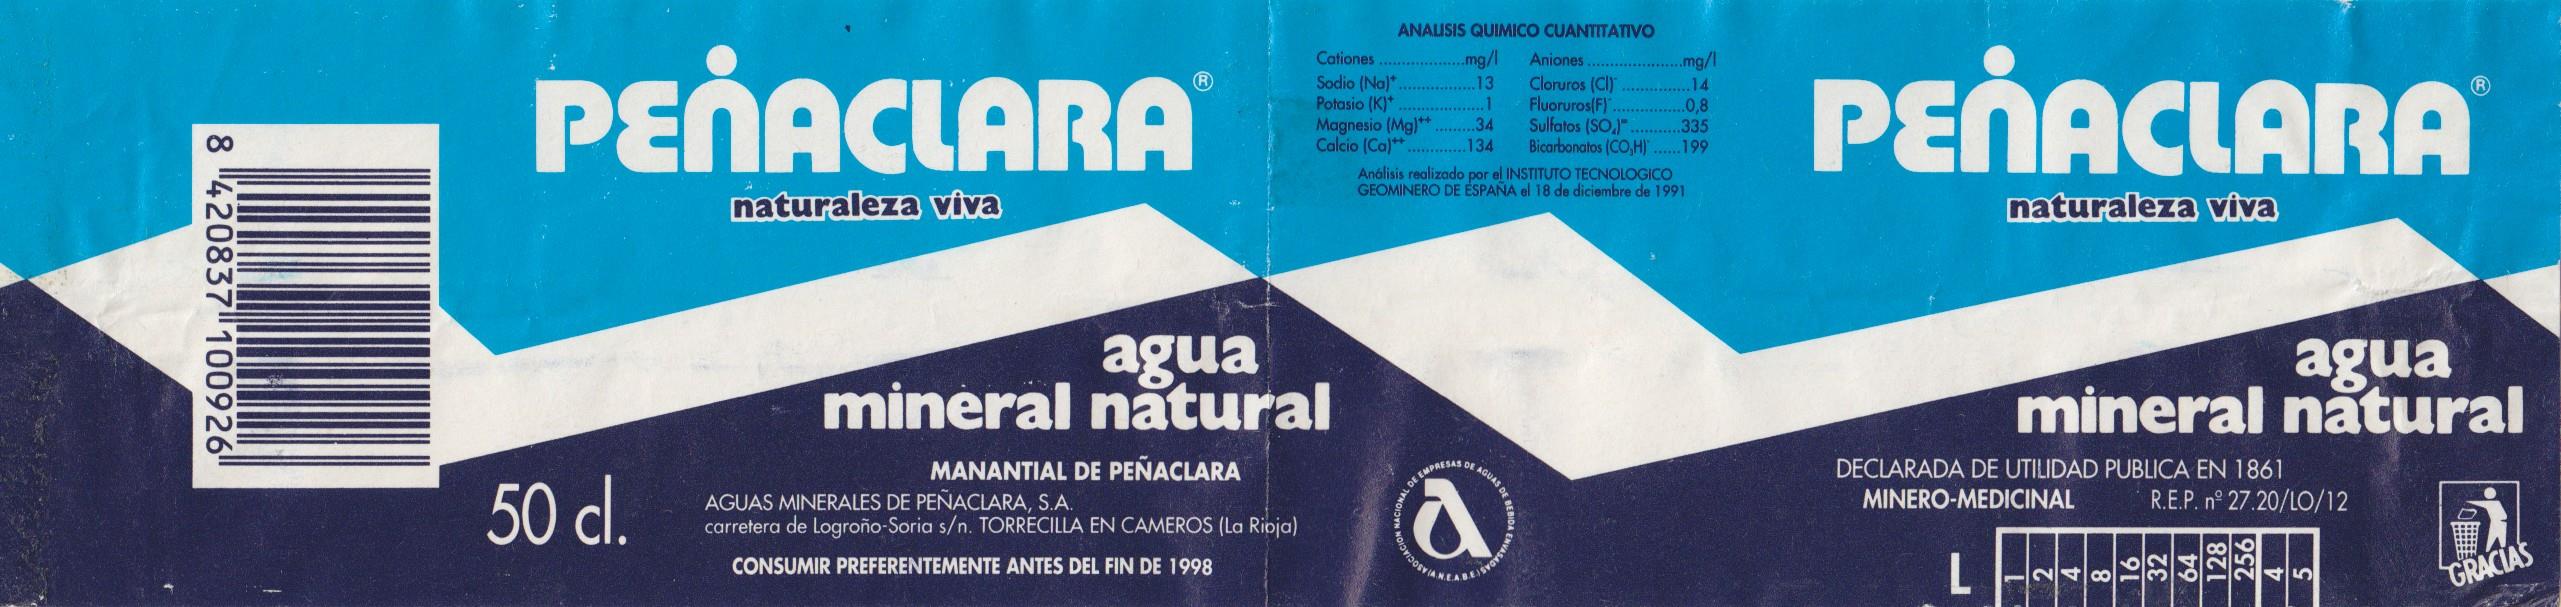 8 420837 100926
PEÑACLARA®
naturaleza viva
agua
mineral natural
50 cl.
MANANTIAL DE PEÑACLARA
AGUAS MINERALES DE PEÑACLARA, S.A.
carretera de Logroño-Soria s/n. TORRECILLA EN CAMEROS (La Rioja)
CONSUMIR PREFERENTEMENTE ANTES DEL FIN DE 1998
ANALISIS QUIMICO CUANTITATIVO
Cationes ..................mg/l Aniones ....................mg/l
Sodio (Na)⁺ ................13 Cloruros (Cl)⁻ ..............14
Potasio (K)⁺ ..................1 Fluoruros(F)⁻ ...............0,8
Magnesio (Mg)⁺⁺ .........34 Sulfatos (SO₄)⁼ ...........335
Calcio (Ca)⁺⁺ ............134 Bicarbonatos (CO₃H)⁻ ......199
Análisis realizado por el INSTITUTO TECNOLOGICO
GEOMINERO DE ESPAÑA el 18 de diciembre de 1991
ASOCIACION NACIONAL DE EMPRESAS DE AGUAS DE BEBIDA ENVASADAS (A.N.E.A.B.E.)
a
PEÑACLARA®
naturaleza viva
agua
mineral natural
DECLARADA DE UTILIDAD PUBLICA EN 1861
MINERO-MEDICINAL R.E.P. nº 27.20/LO/12
L 1 2 4 8 16 32 64 128 256 4 5
GRACIAS